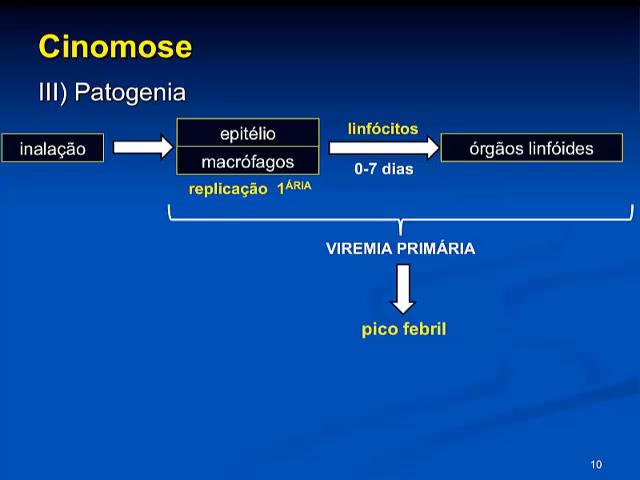 Cinomose
III) Patogenia
inalação
epitélio
macrófagos
replicação 1ÁRIA
linfócitos
0-7 dias
órgãos linfóides
VIREMIA PRIMÁRIA
pico febril
10